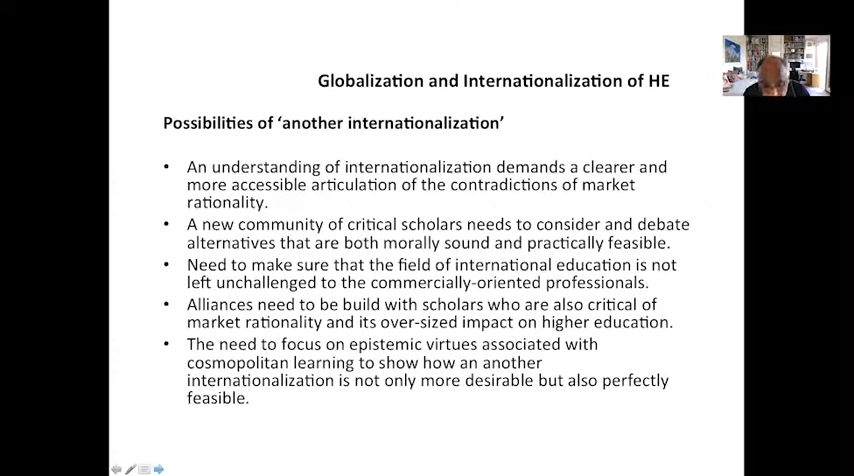 Globalization and Internationalization of HE
Possibilities of ‘another internationalization’
• An understanding of internationalization demands a clearer and
more accessible articulation of the contradictions of market
rationality.
• A new community of critical scholars needs to consider and debate
alternatives that are both morally sound and practically feasible.
• Need to make sure that the field of international education is not
left unchallenged to the commercially-oriented professionals.
• Alliances need to be build with scholars who are also critical of
market rationality and its over-sized impact on higher education.
• The need to focus on epistemic virtues associated with
cosmopolitan learning to show how an another
internationalization is not only more desirable but also perfectly
feasible.